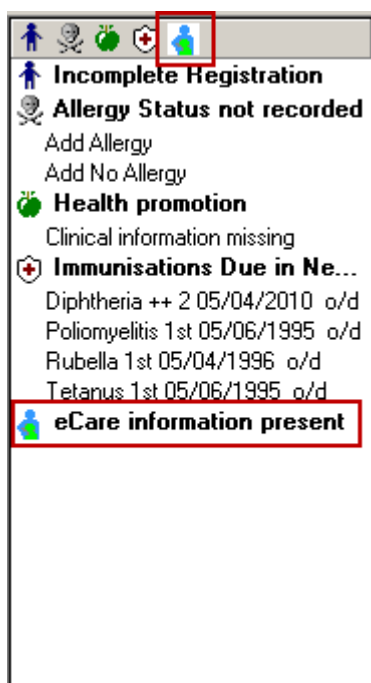 Incomplete Registration
Allergy Status not recorded
Add Allergy
Add No Allergy
Health promotion
Clinical information missing
Immunisations Due in Ne...
Diphtheria ++ 2 05/04/2010 o/d
Poliomyelitis 1st 05/06/1995 o/d
Rubella 1st 05/04/1996 o/d
Tetanus 1st 05/06/1995 o/d
eCare information present